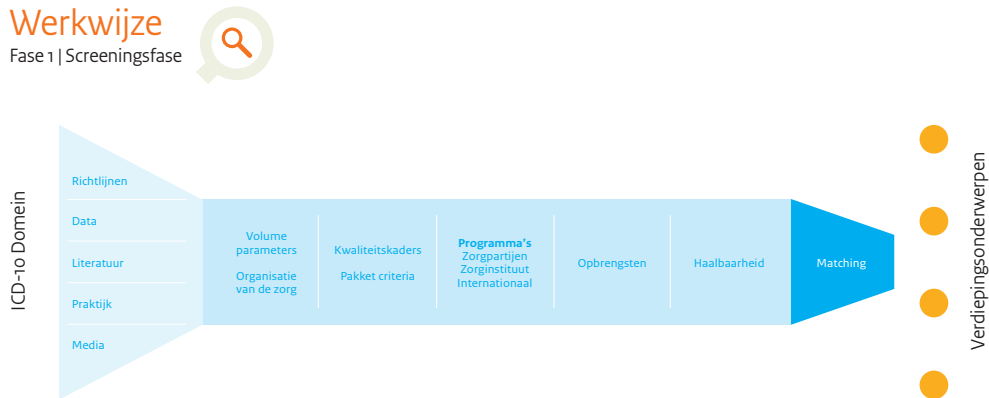 Werkwijze
Fase 1 | Screeningsfase
ICD-10 Domein
Richtlijnen
Data
Literatuur
Praktijk
Media
Volume
parameters
Organisatie
van de zorg
Kwaliteitskaders
Pakket criteria
Programma's
Zorgpartijen
Zorginstituut
Internationaal
Opbrengsten
Haalbaarheid
Matching
Verdiepingsonderwerpen